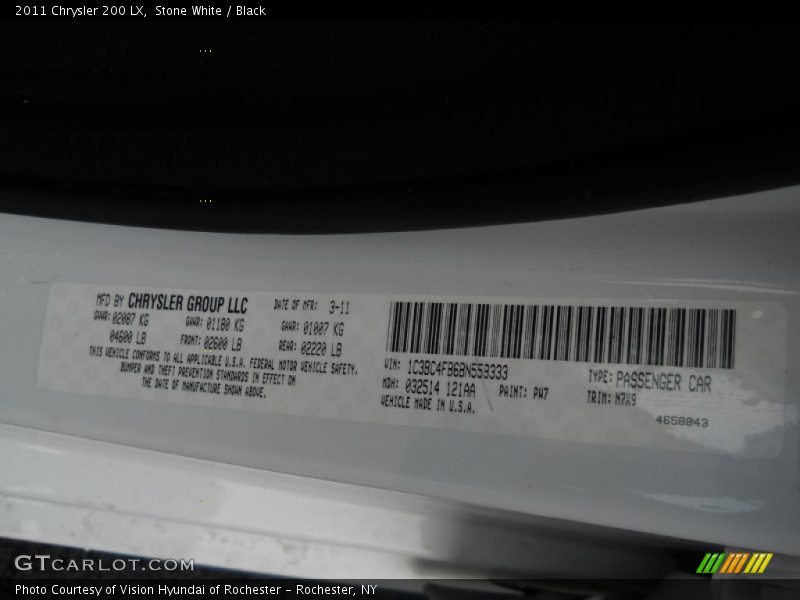 2011 Chrysler 200 LX, Stone White / Black
MFD BY CHRYSLER GROUP LLC DATE OF MFR: 3-11
GVWR: 02087 KG GAWR: 01180 KG GAWR: 01007 KG
04600 LB FRONT: 02600 LB REAR: 02220 LB
THIS VEHICLE CONFORMS TO ALL APPLICABLE U.S.A. FEDERAL MOTOR VEHICLE SAFETY,
BUMPER AND THEFT PREVENTION STANDARDS IN EFFECT ON
THE DATE OF MANUFACTURE SHOWN ABOVE.
VIN: 1C3BC4FB6BN559333 TYPE: PASSENGER CAR
MDH: 032514 121AA PAINT: PW7 TRIM: M7X9
VEHICLE MADE IN U.S.A.
4658843
GTCARLOT.COM
Photo Courtesy of Vision Hyundai of Rochester - Rochester, NY